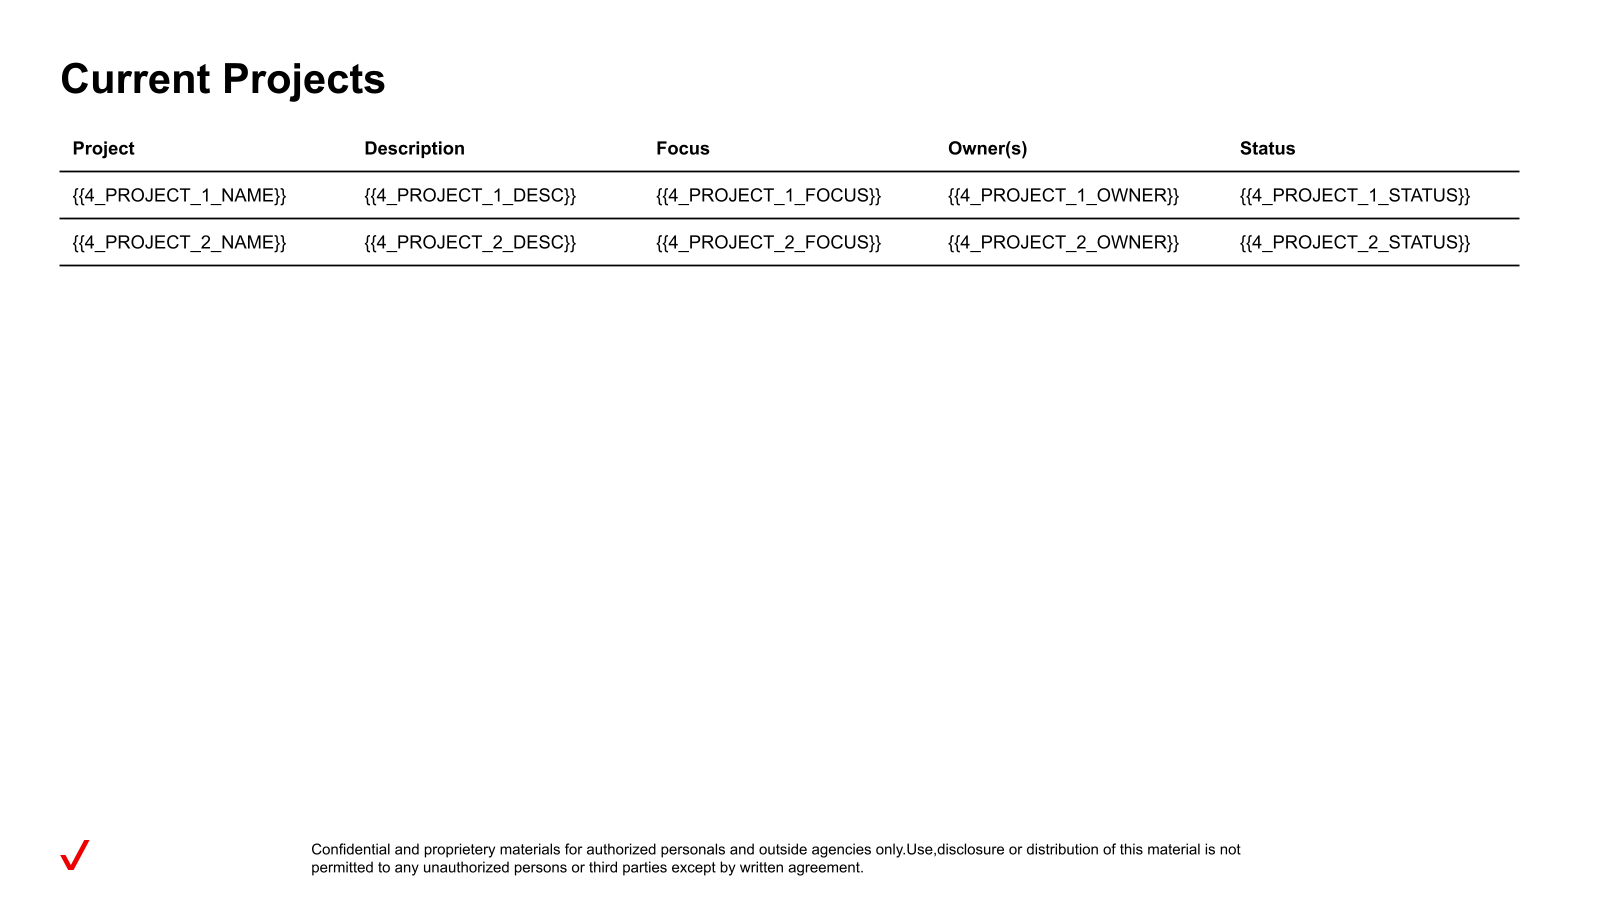 Current Projects
Project Description Focus Owner(s) Status
{{4_PROJECT_1_NAME}} {{4_PROJECT_1_DESC}} {{4_PROJECT_1_FOCUS}} {{4_PROJECT_1_OWNER}} {{4_PROJECT_1_STATUS}}
{{4_PROJECT_2_NAME}} {{4_PROJECT_2_DESC}} {{4_PROJECT_2_FOCUS}} {{4_PROJECT_2_OWNER}} {{4_PROJECT_2_STATUS}}
Confidential and proprietery materials for authorized personals and outside agencies only.Use,disclosure or distribution of this material is not
permitted to any unauthorized persons or third parties except by written agreement.